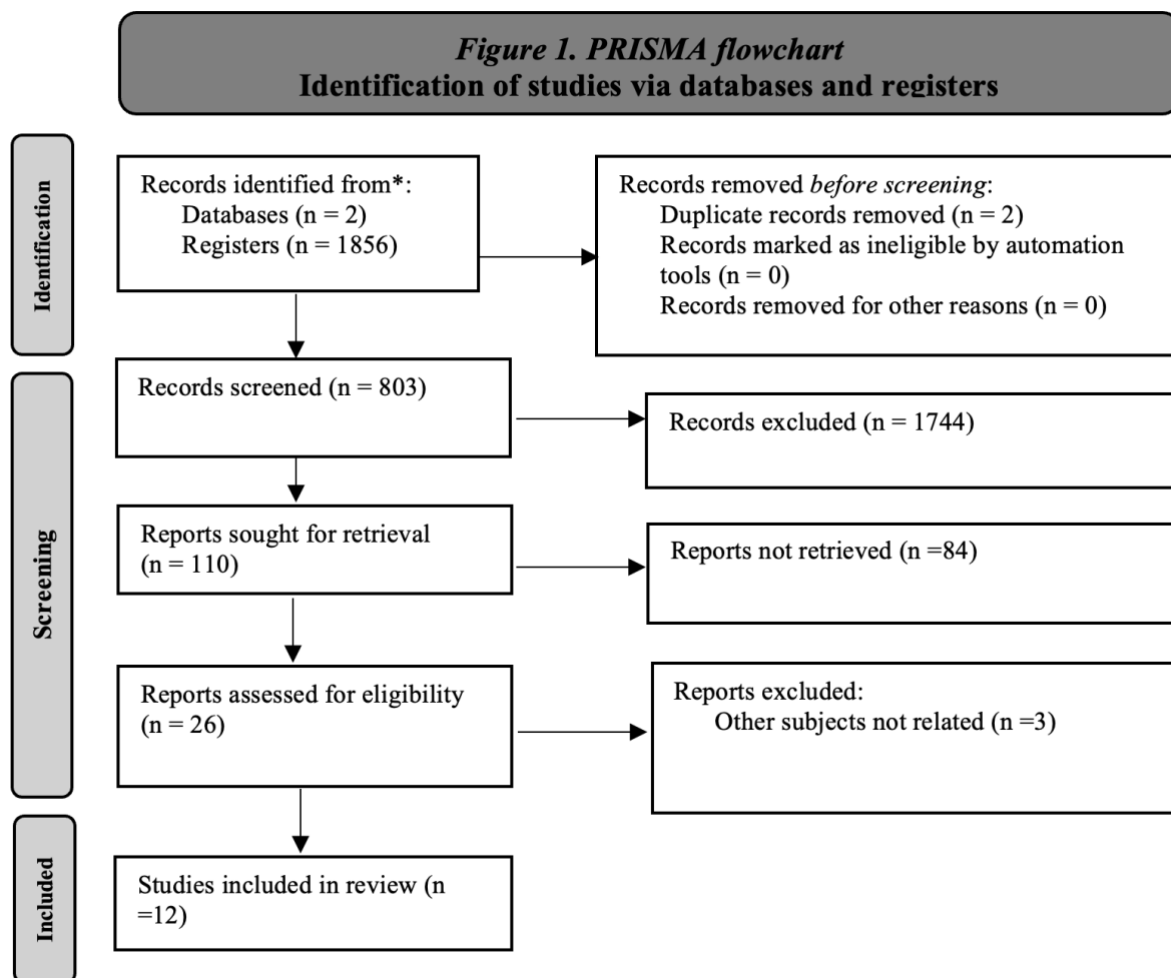 Figure 1. PRISMA flowchart
Identification of studies via databases and registers
Identification
Records identified from*:
Databases (n = 2)
Registers (n = 1856)
Records removed before screening:
Duplicate records removed (n = 2)
Records marked as ineligible by automation
tools (n = 0)
Records removed for other reasons (n = 0)
Screening
Records screened (n = 803)
Records excluded (n = 1744)
Reports sought for retrieval
(n = 110)
Reports not retrieved (n =84)
Reports assessed for eligibility
(n = 26)
Reports excluded:
Other subjects not related (n =3)
Included
Studies included in review (n
=12)